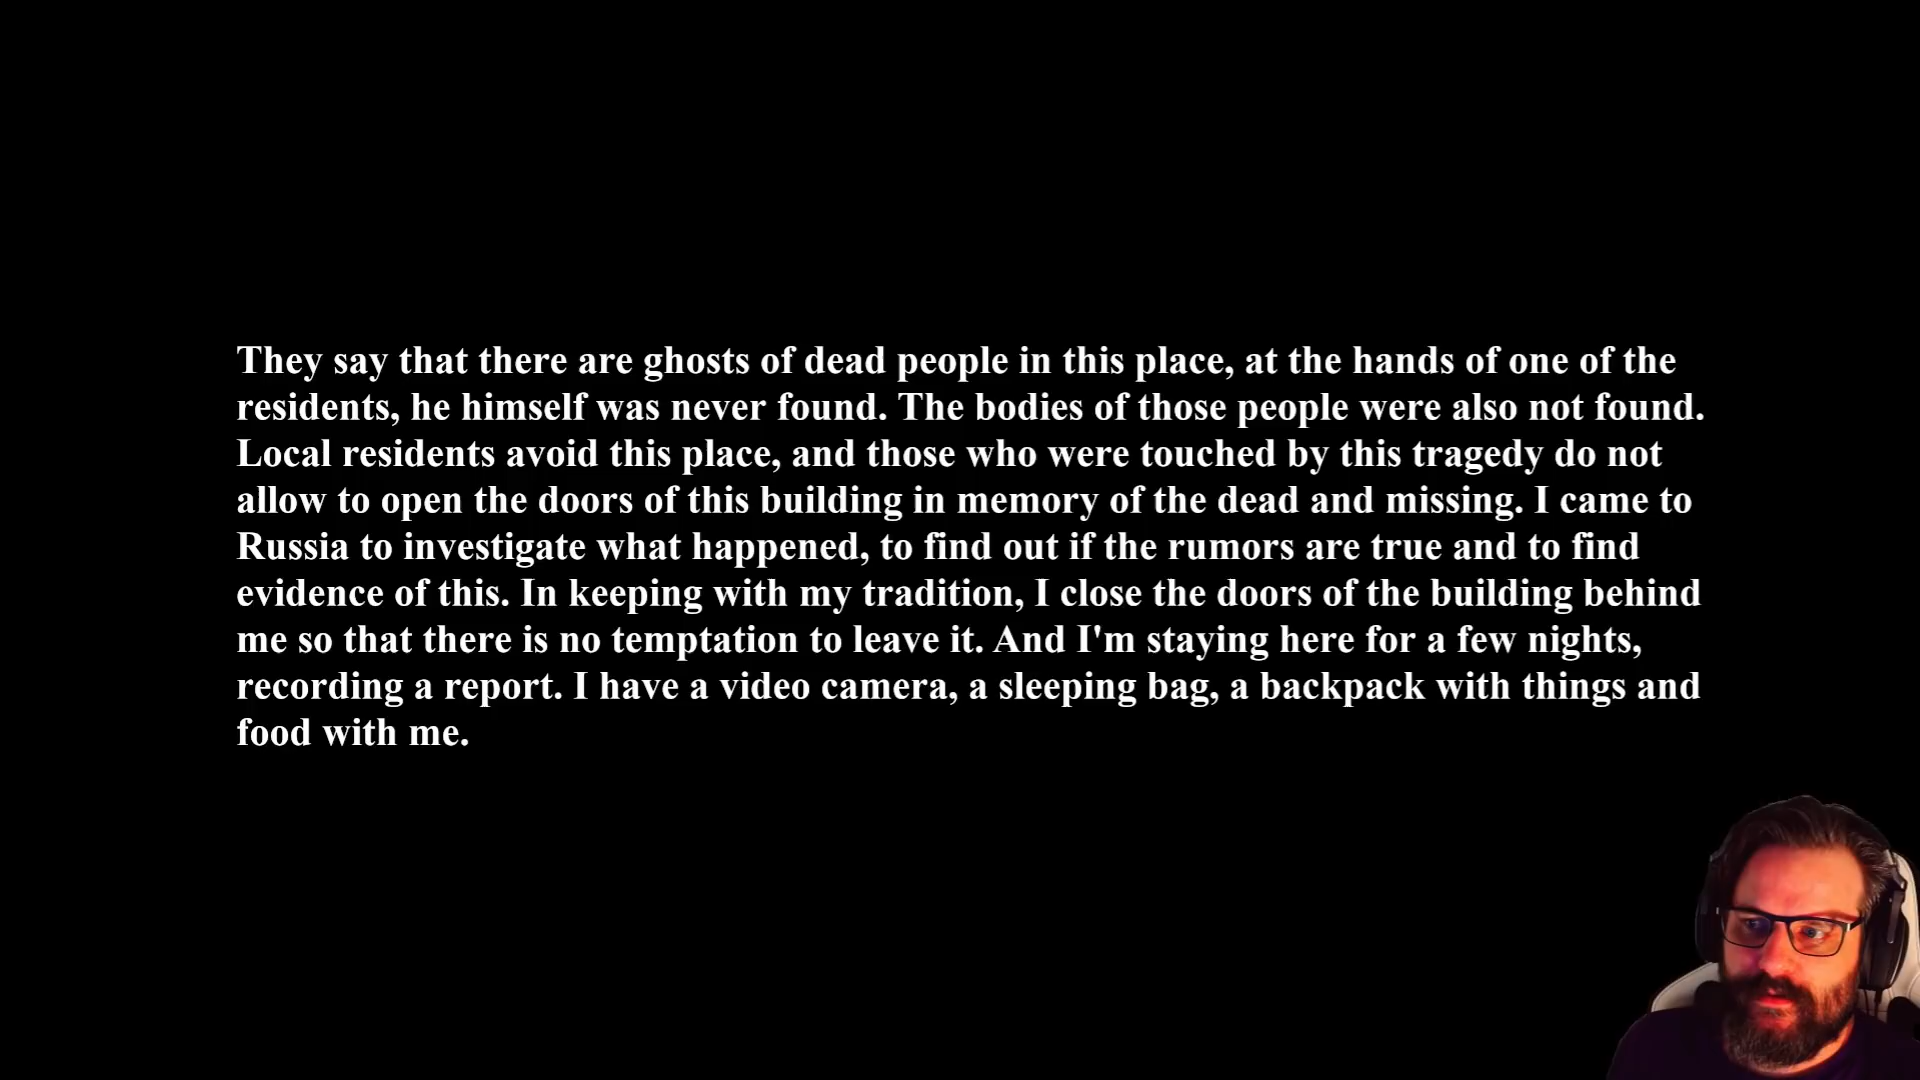 They say that there are ghosts of dead people in this place, at the hands of one of the
residents, he himself was never found. The bodies of those people were also not found.
Local residents avoid this place, and those who were touched by this tragedy do not
allow to open the doors of this building in memory of the dead and missing. I came to
Russia to investigate what happened, to find out if the rumors are true and to find
evidence of this. In keeping with my tradition, I close the doors of the building behind
me so that there is no temptation to leave it. And I'm staying here for a few nights,
recording a report. I have a video camera, a sleeping bag, a backpack with things and
food with me.